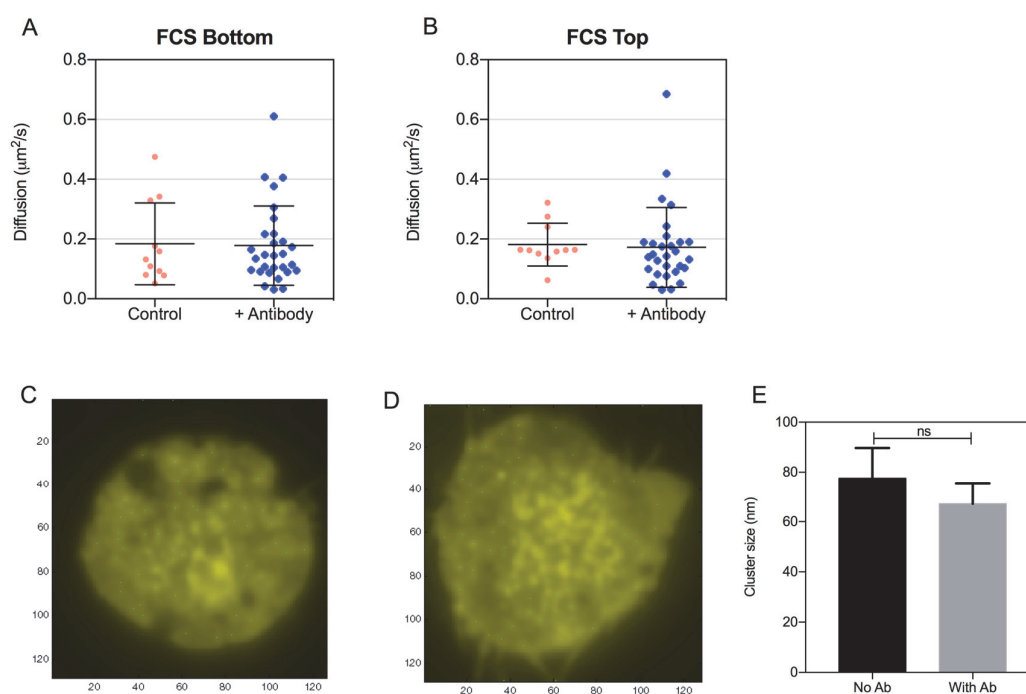 A
FCS Bottom
Diffusion (μm²/s)
0.8
0.6
0.4
0.2
0.0
Control
+ Antibody
B
FCS Top
Diffusion (μm²/s)
0.8
0.6
0.4
0.2
0.0
Control
+ Antibody
C
20
40
60
80
100
120
20 40 60 80 100 120
D
20
40
60
80
100
120
20 40 60 80 100 120
E
Cluster size (nm)
100
80
60
40
20
0
ns
No Ab
With Ab